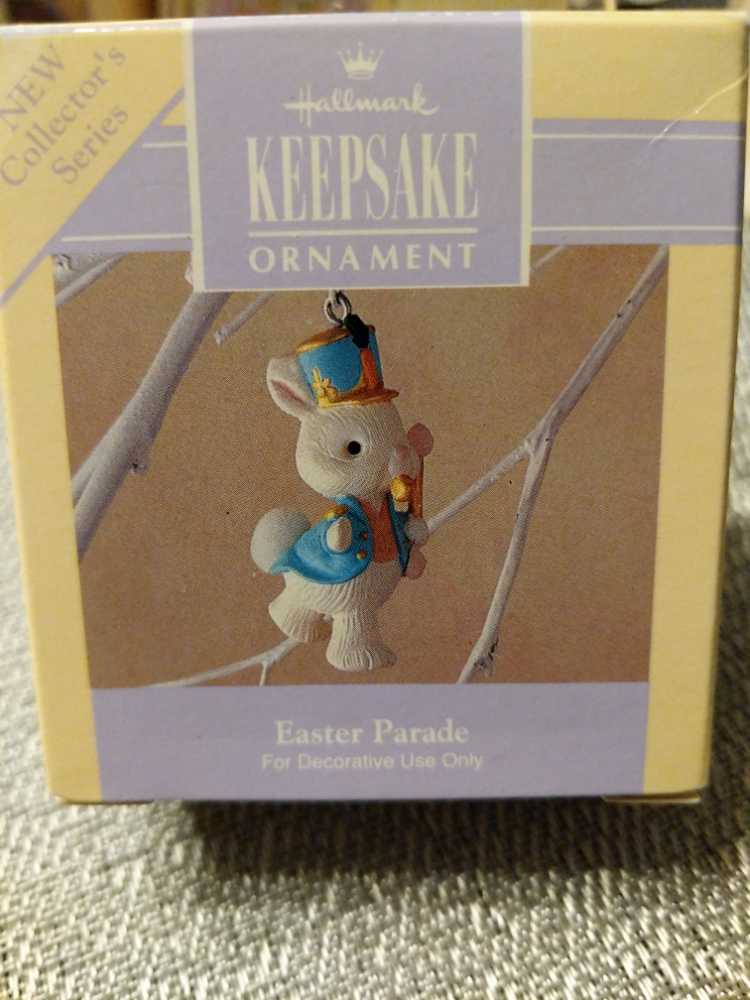 NEW
Collector's
Series
Hallmark
KEEPSAKE
ORNAMENT
Easter Parade
For Decorative Use Only